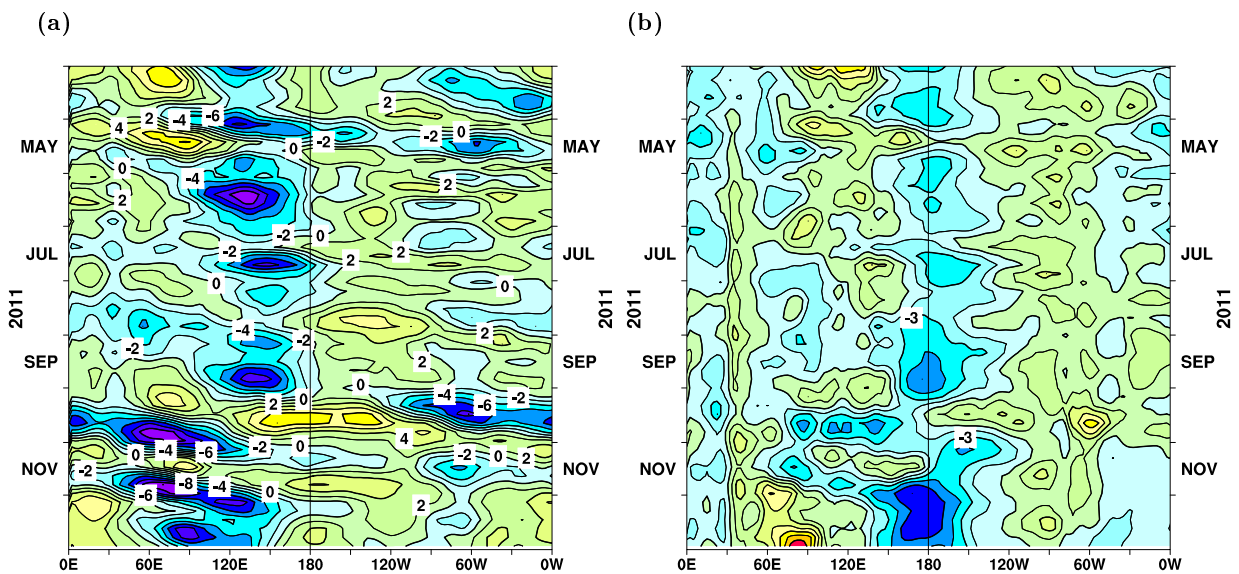 (a) (b)
2 4 2 -4 -6
MAY 0 -2 -2 0 MAY MAY MAY
0 -4 2
2
-2 0
JUL -2 2 2 JUL JUL JUL
0 0
2011 2011 2011 2011
-4 -2 2 -3
SEP -2 2 SEP SEP SEP
0 -4 -6 -2
2 0
4
-4 -6 -2 0 -2 0 2 -3
NOV 0 -2 NOV NOV NOV
-6 -8 -4 0 2
0E 60E 120E 180 120W 60W 0W 0E 60E 120E 180 120W 60W 0W